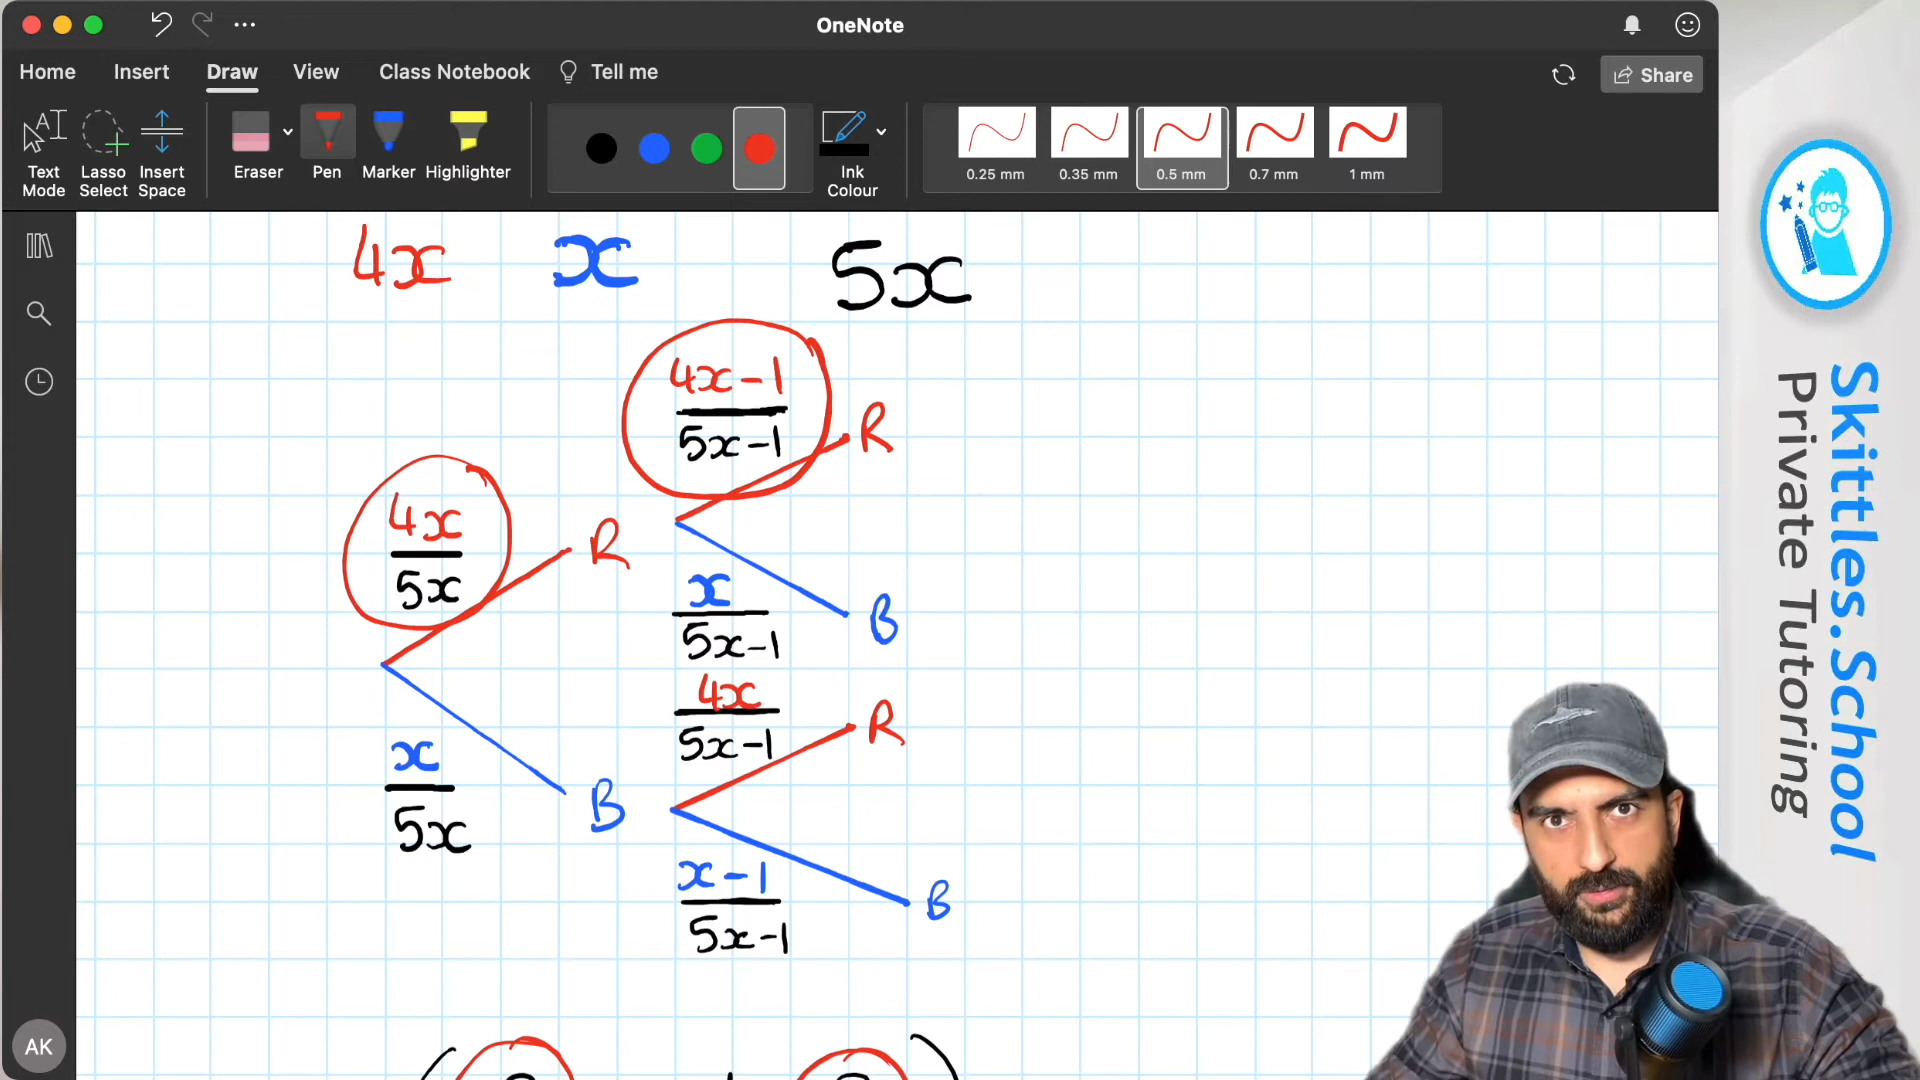 OneNote
Home Insert Draw View Class Notebook Tell me
Share
Text Mode
Lasso Select
Insert Space
Eraser
Pen
Marker
Highlighter
Ink Colour
0.25 mm
0.35 mm
0.5 mm
0.7 mm
1 mm
4x x 5x
4x-1
5x-1
R
4x
5x
R
x
5x-1
B
4x
5x-1
R
x
5x
B
x-1
5x-1
B
AK
Skittles.School
Private Tutoring